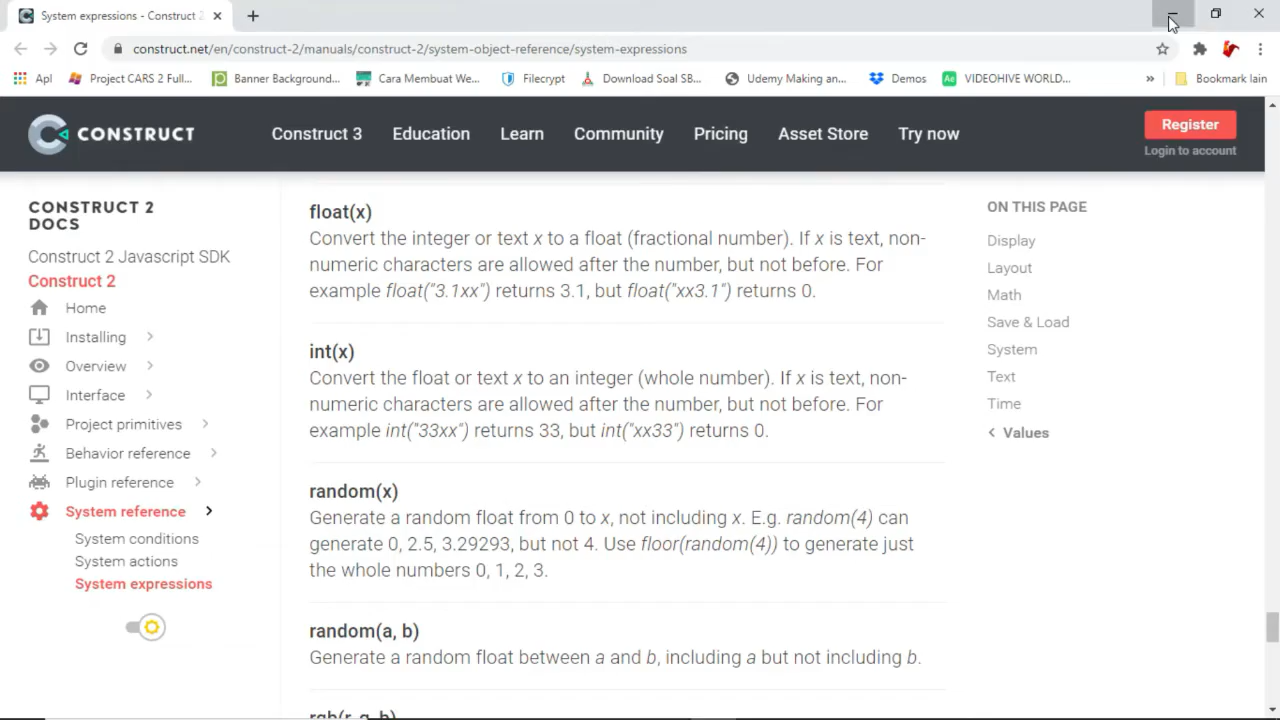 System expressions - Construct 2
construct.net/en/construct-2/manuals/construct-2/system-object-reference/system-expressions
Apl
Project CARS 2 Full...
Banner Background...
Cara Membuat We...
Filecrypt
Download Soal SB...
Udemy Making an...
Demos
VIDEOHIVE WORLD...
»
Bookmark lain
CONSTRUCT
Construct 3
Education
Learn
Community
Pricing
Asset Store
Try now
Register
Login to account
CONSTRUCT 2
DOCS
Construct 2 Javascript SDK
Construct 2
Home
Installing
Overview
Interface
Project primitives
Behavior reference
Plugin reference
System reference
System conditions
System actions
System expressions
float(x)
Convert the integer or text x to a float (fractional number). If x is text, non-
numeric characters are allowed after the number, but not before. For
example float("3.1xx") returns 3.1, but float("xx3.1") returns 0.
int(x)
Convert the float or text x to an integer (whole number). If x is text, non-
numeric characters are allowed after the number, but not before. For
example int("33xx") returns 33, but int("xx33") returns 0.
random(x)
Generate a random float from 0 to x, not including x. E.g. random(4) can
generate 0, 2.5, 3.29293, but not 4. Use floor(random(4)) to generate just
the whole numbers 0, 1, 2, 3.
random(a, b)
Generate a random float between a and b, including a but not including b.
rgb(r, g, b)
ON THIS PAGE
Display
Layout
Math
Save & Load
System
Text
Time
Values